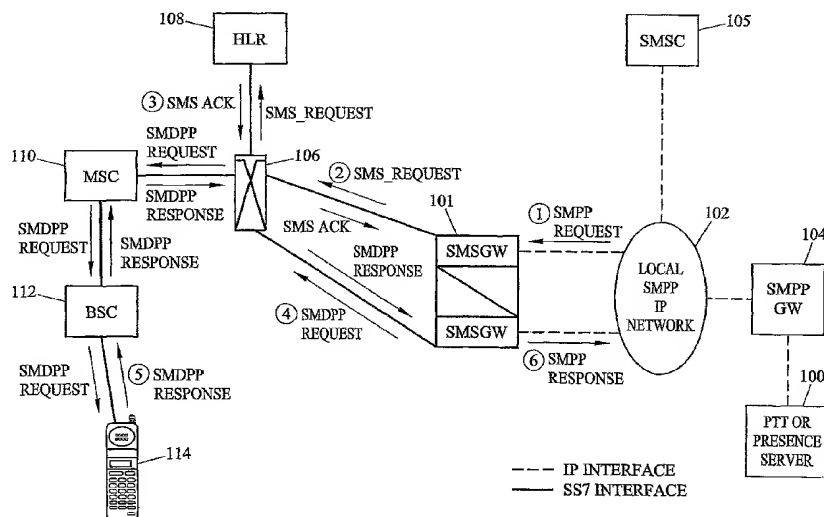 108
HLR
SMSC
105
③ SMS ACK
SMS_REQUEST
SMDPP
REQUEST
106
110
MSC
SMDPP
RESPONSE
② SMS_REQUEST
SMS ACK
101
① SMPP
REQUEST
102
SMDPP
REQUEST
SMDPP
RESPONSE
SMDPP
RESPONSE
SMSGW
SMSGW
LOCAL
SMPP
IP
NETWORK
104
SMPP
GW
112
BSC
④ SMDPP
REQUEST
⑥ SMPP
RESPONSE
SMDPP
REQUEST
⑤ SMDPP
RESPONSE
100
PTT OR
PRESENCE
SERVER
114
IP INTERFACE
SS7 INTERFACE